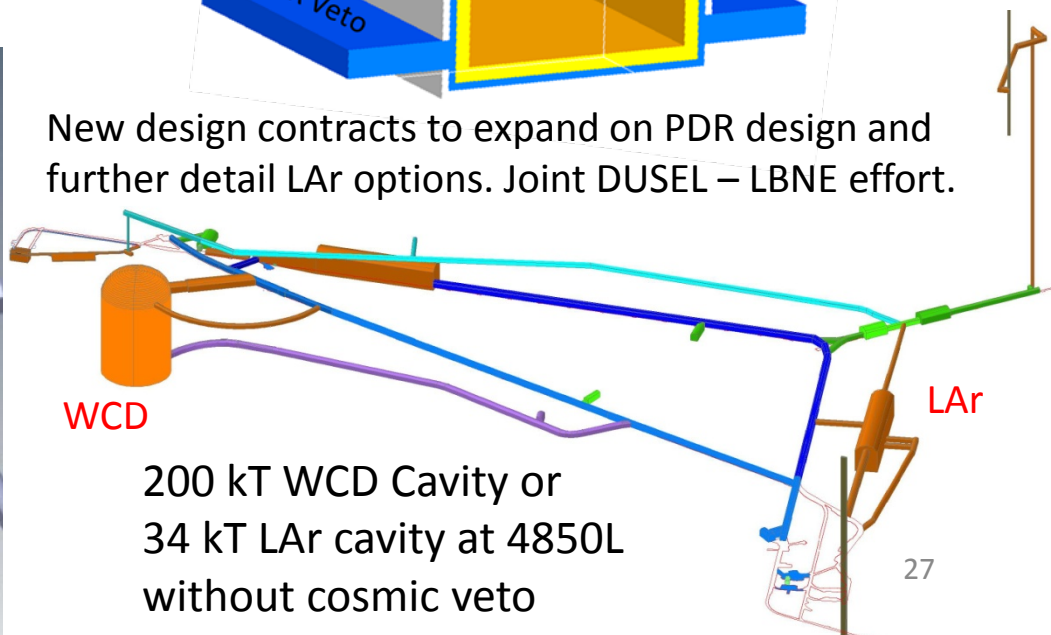 Veto
New design contracts to expand on PDR design and
further detail LAr options. Joint DUSEL – LBNE effort.
WCD
LAr
200 kT WCD Cavity or
34 kT LAr cavity at 4850L
without cosmic veto
27